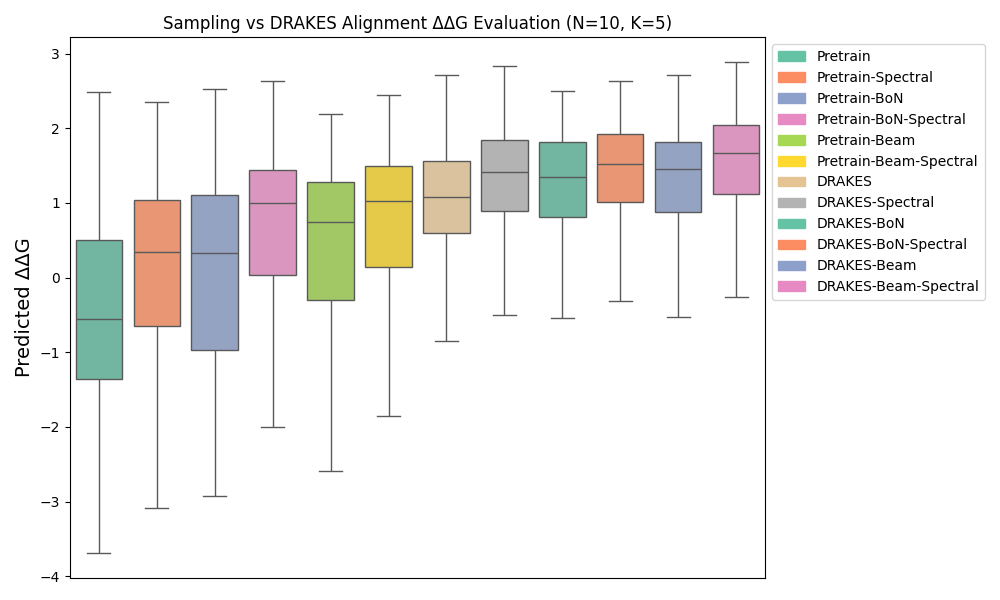 Sampling vs DRAKES Alignment ΔΔG Evaluation (N=10, K=5)
Predicted ΔΔG
3
2
1
0
−1
−2
−3
−4
Pretrain
Pretrain-Spectral
Pretrain-BoN
Pretrain-BoN-Spectral
Pretrain-Beam
Pretrain-Beam-Spectral
DRAKES
DRAKES-Spectral
DRAKES-BoN
DRAKES-BoN-Spectral
DRAKES-Beam
DRAKES-Beam-Spectral